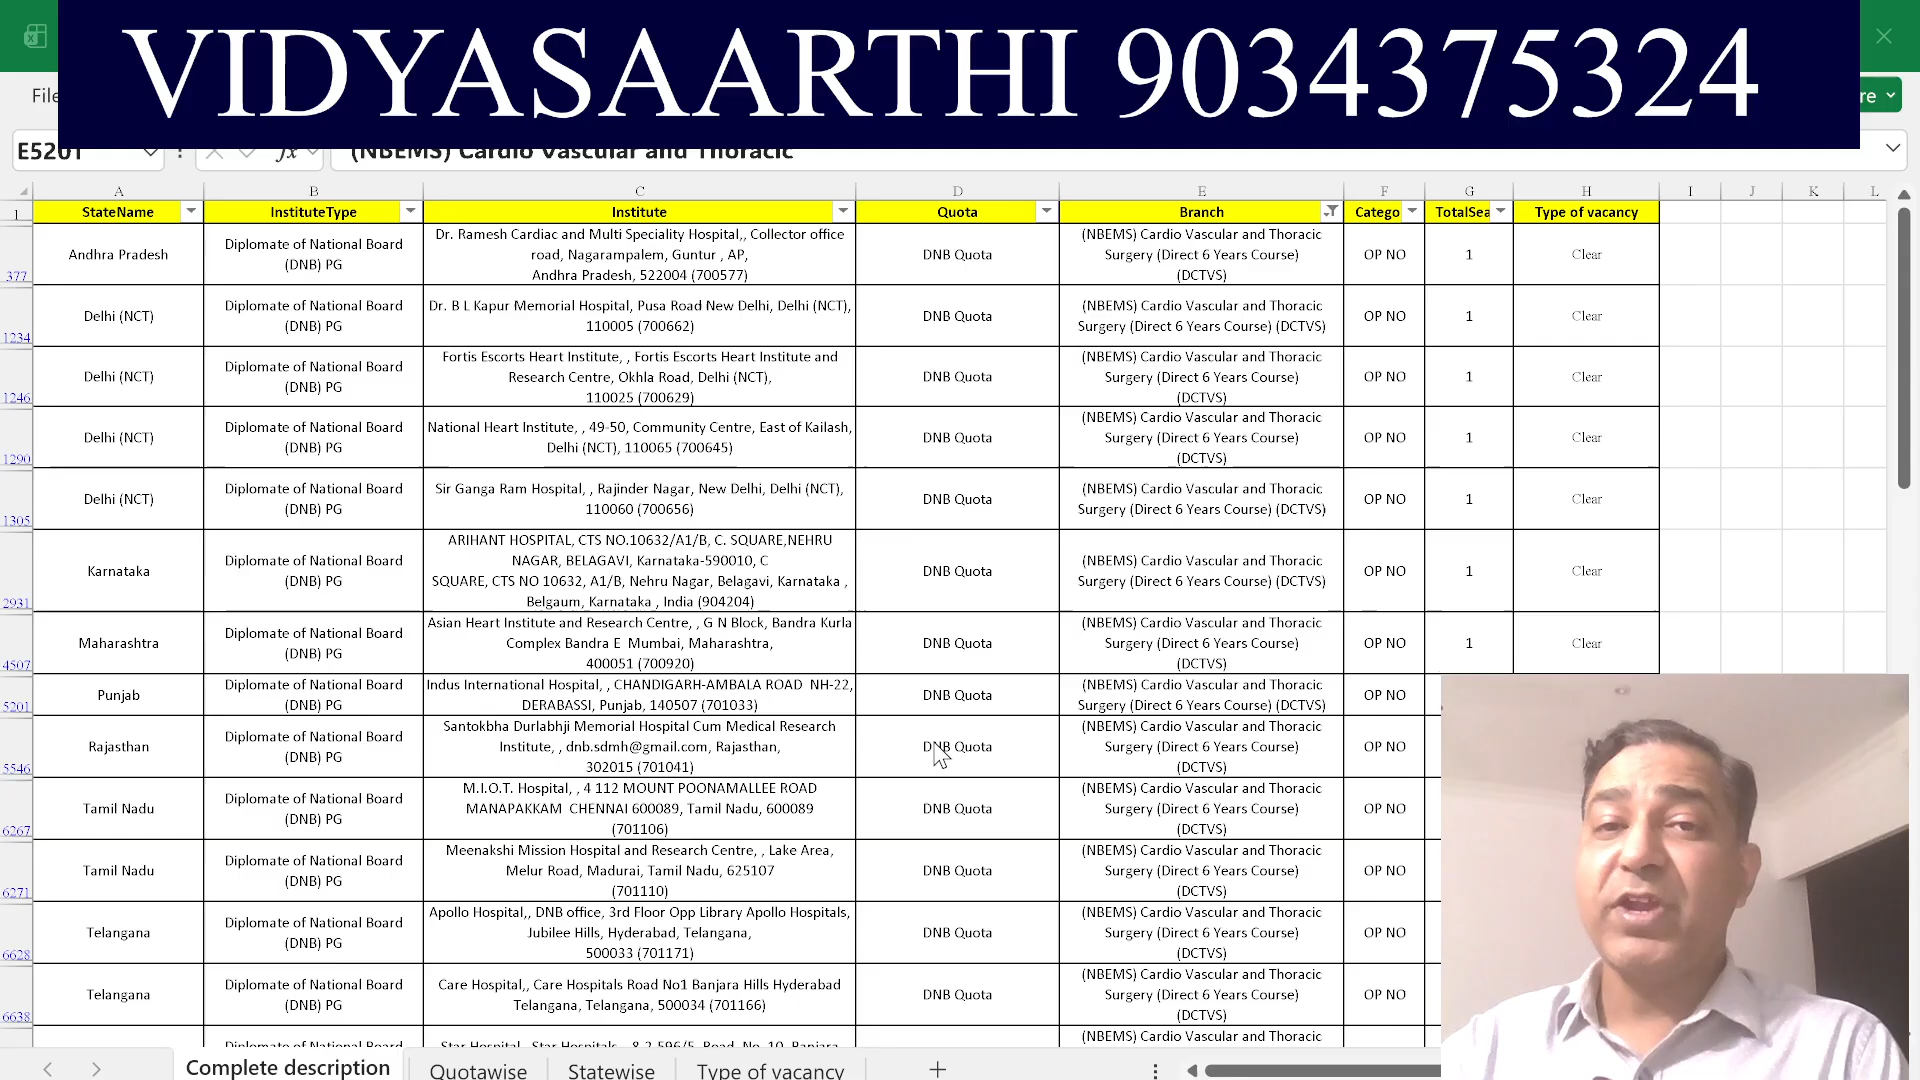 VIDYASAARTHI 9034375324
File
re
E5201
fx
(NBEMS) Cardio Vascular and Thoracic
A B C D E F G H I J K L
1 StateName InstituteType Institute Quota Branch Catego TotalSea Type of vacancy
377 Andhra Pradesh Diplomate of National Board (DNB) PG Dr. Ramesh Cardiac and Multi Speciality Hospital,, Collector office road, Nagarampalem, Guntur , AP, Andhra Pradesh, 522004 (700577) DNB Quota (NBEMS) Cardio Vascular and Thoracic Surgery (Direct 6 Years Course) (DCTVS) OP NO 1 Clear
1234 Delhi (NCT) Diplomate of National Board (DNB) PG Dr. B L Kapur Memorial Hospital, Pusa Road New Delhi, Delhi (NCT), 110005 (700662) DNB Quota (NBEMS) Cardio Vascular and Thoracic Surgery (Direct 6 Years Course) (DCTVS) OP NO 1 Clear
1246 Delhi (NCT) Diplomate of National Board (DNB) PG Fortis Escorts Heart Institute, , Fortis Escorts Heart Institute and Research Centre, Okhla Road, Delhi (NCT), 110025 (700629) DNB Quota (NBEMS) Cardio Vascular and Thoracic Surgery (Direct 6 Years Course) (DCTVS) OP NO 1 Clear
1290 Delhi (NCT) Diplomate of National Board (DNB) PG National Heart Institute, , 49-50, Community Centre, East of Kailash, Delhi (NCT), 110065 (700645) DNB Quota (NBEMS) Cardio Vascular and Thoracic Surgery (Direct 6 Years Course) (DCTVS) OP NO 1 Clear
1305 Delhi (NCT) Diplomate of National Board (DNB) PG Sir Ganga Ram Hospital, , Rajinder Nagar, New Delhi, Delhi (NCT), 110060 (700656) DNB Quota (NBEMS) Cardio Vascular and Thoracic Surgery (Direct 6 Years Course) (DCTVS) OP NO 1 Clear
2931 Karnataka Diplomate of National Board (DNB) PG ARIHANT HOSPITAL, CTS NO.10632/A1/B, C. SQUARE,NEHRU NAGAR, BELAGAVI, Karnataka-590010, C SQUARE, CTS NO 10632, A1/B, Nehru Nagar, Belagavi, Karnataka , Belgaum, Karnataka , India (904204) DNB Quota (NBEMS) Cardio Vascular and Thoracic Surgery (Direct 6 Years Course) (DCTVS) OP NO 1 Clear
4507 Maharashtra Diplomate of National Board (DNB) PG Asian Heart Institute and Research Centre, , G N Block, Bandra Kurla Complex Bandra E Mumbai, Maharashtra, 400051 (700920) DNB Quota (NBEMS) Cardio Vascular and Thoracic Surgery (Direct 6 Years Course) (DCTVS) OP NO 1 Clear
5201 Punjab Diplomate of National Board (DNB) PG Indus International Hospital, , CHANDIGARH-AMBALA ROAD NH-22, DERABASSI, Punjab, 140507 (701033) DNB Quota (NBEMS) Cardio Vascular and Thoracic Surgery (Direct 6 Years Course) (DCTVS) OP NO
5546 Rajasthan Diplomate of National Board (DNB) PG Santokbha Durlabhji Memorial Hospital Cum Medical Research Institute, , dnb.sdmh@gmail.com, Rajasthan, 302015 (701041) DNB Quota (NBEMS) Cardio Vascular and Thoracic Surgery (Direct 6 Years Course) (DCTVS) OP NO
6267 Tamil Nadu Diplomate of National Board (DNB) PG M.I.O.T. Hospital, , 4 112 MOUNT POONAMALLEE ROAD MANAPAKKAM CHENNAI 600089, Tamil Nadu, 600089 (701106) DNB Quota (NBEMS) Cardio Vascular and Thoracic Surgery (Direct 6 Years Course) (DCTVS) OP NO
6271 Tamil Nadu Diplomate of National Board (DNB) PG Meenakshi Mission Hospital and Research Centre, , Lake Area, Melur Road, Madurai, Tamil Nadu, 625107 (701110) DNB Quota (NBEMS) Cardio Vascular and Thoracic Surgery (Direct 6 Years Course) (DCTVS) OP NO
6628 Telangana Diplomate of National Board (DNB) PG Apollo Hospital,, DNB office, 3rd Floor Opp Library Apollo Hospitals, Jubilee Hills, Hyderabad, Telangana, 500033 (701171) DNB Quota (NBEMS) Cardio Vascular and Thoracic Surgery (Direct 6 Years Course) (DCTVS) OP NO
6638 Telangana Diplomate of National Board (DNB) PG Care Hospital,, Care Hospitals Road No1 Banjara Hills Hyderabad Telangana, Telangana, 500034 (701166) DNB Quota (NBEMS) Cardio Vascular and Thoracic Surgery (Direct 6 Years Course) (DCTVS) OP NO
Diplomate of National Board Star Hospital, Star Hospitals, 8-2-596/5, Road, No. 10, Banjara (NBEMS) Cardio Vascular and Thoracic
Complete description Quotawise Statewise Type of vacancy